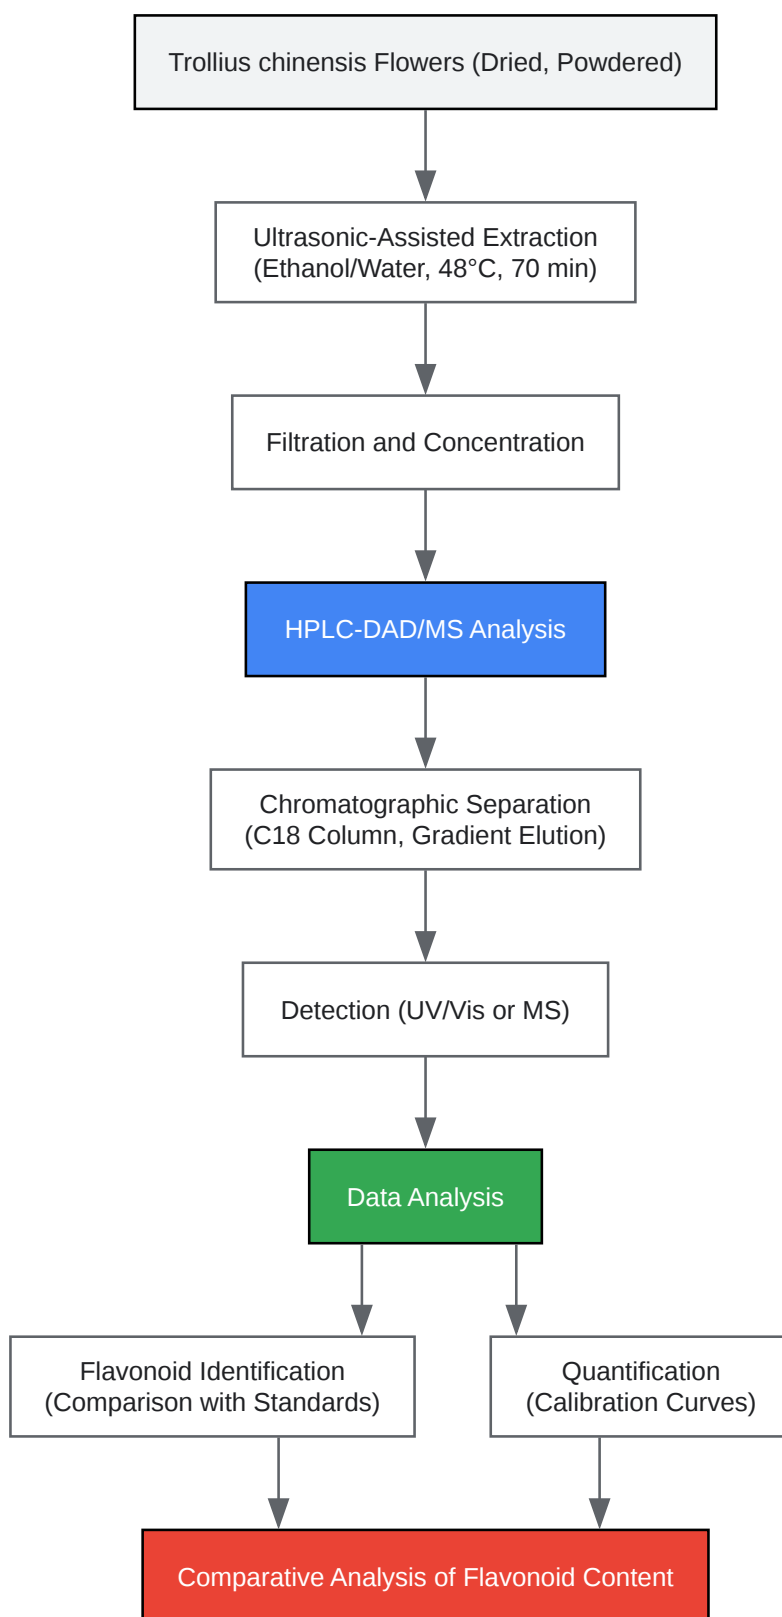 Trollius chinensis Flowers (Dried, Powdered)
Ultrasonic-Assisted Extraction
(Ethanol/Water, 48°C, 70 min)
Filtration and Concentration
HPLC-DAD/MS Analysis
Chromatographic Separation
(C18 Column, Gradient Elution)
Detection (UV/Vis or MS)
Data Analysis
Flavonoid Identification
(Comparison with Standards)
Quantification
(Calibration Curves)
Comparative Analysis of Flavonoid Content